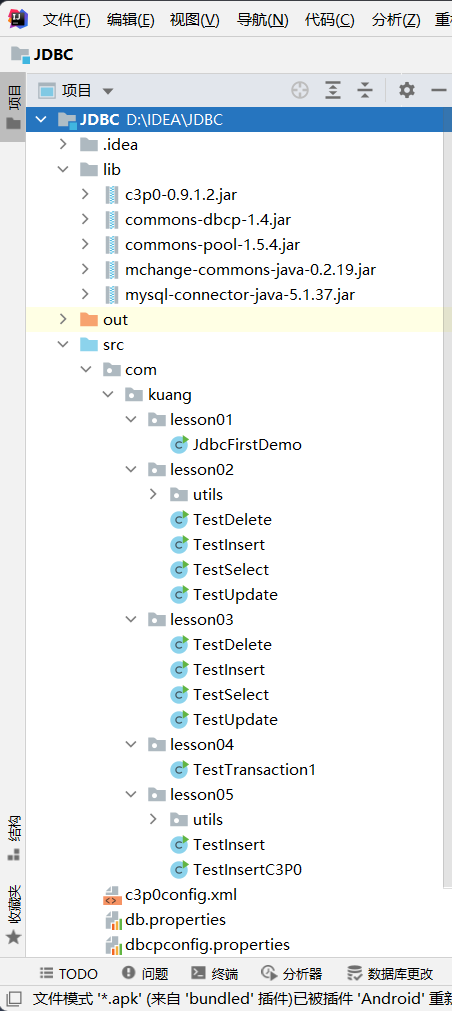 文件(F) 编辑(E) 视图(V) 导航(N) 代码(C) 分析(Z)
JDBC
项目
项目
JDBC D:\IDEA\JDBC
.idea
lib
c3p0-0.9.1.2.jar
commons-dbcp-1.4.jar
commons-pool-1.5.4.jar
mchange-commons-java-0.2.19.jar
mysql-connector-java-5.1.37.jar
out
src
com
kuang
lesson01
JdbcFirstDemo
lesson02
utils
TestDelete
TestInsert
TestSelect
TestUpdate
lesson03
TestDelete
TestInsert
TestSelect
TestUpdate
lesson04
TestTransaction1
lesson05
utils
TestInsert
TestInsertC3P0
c3p0config.xml
db.properties
dbcpconfig.properties
结构
收藏夹
TODO 问题 终端 分析器 数据库更改
文件模式 '*.apk' (来自 'bundled' 插件)已被插件 'Android' 重新